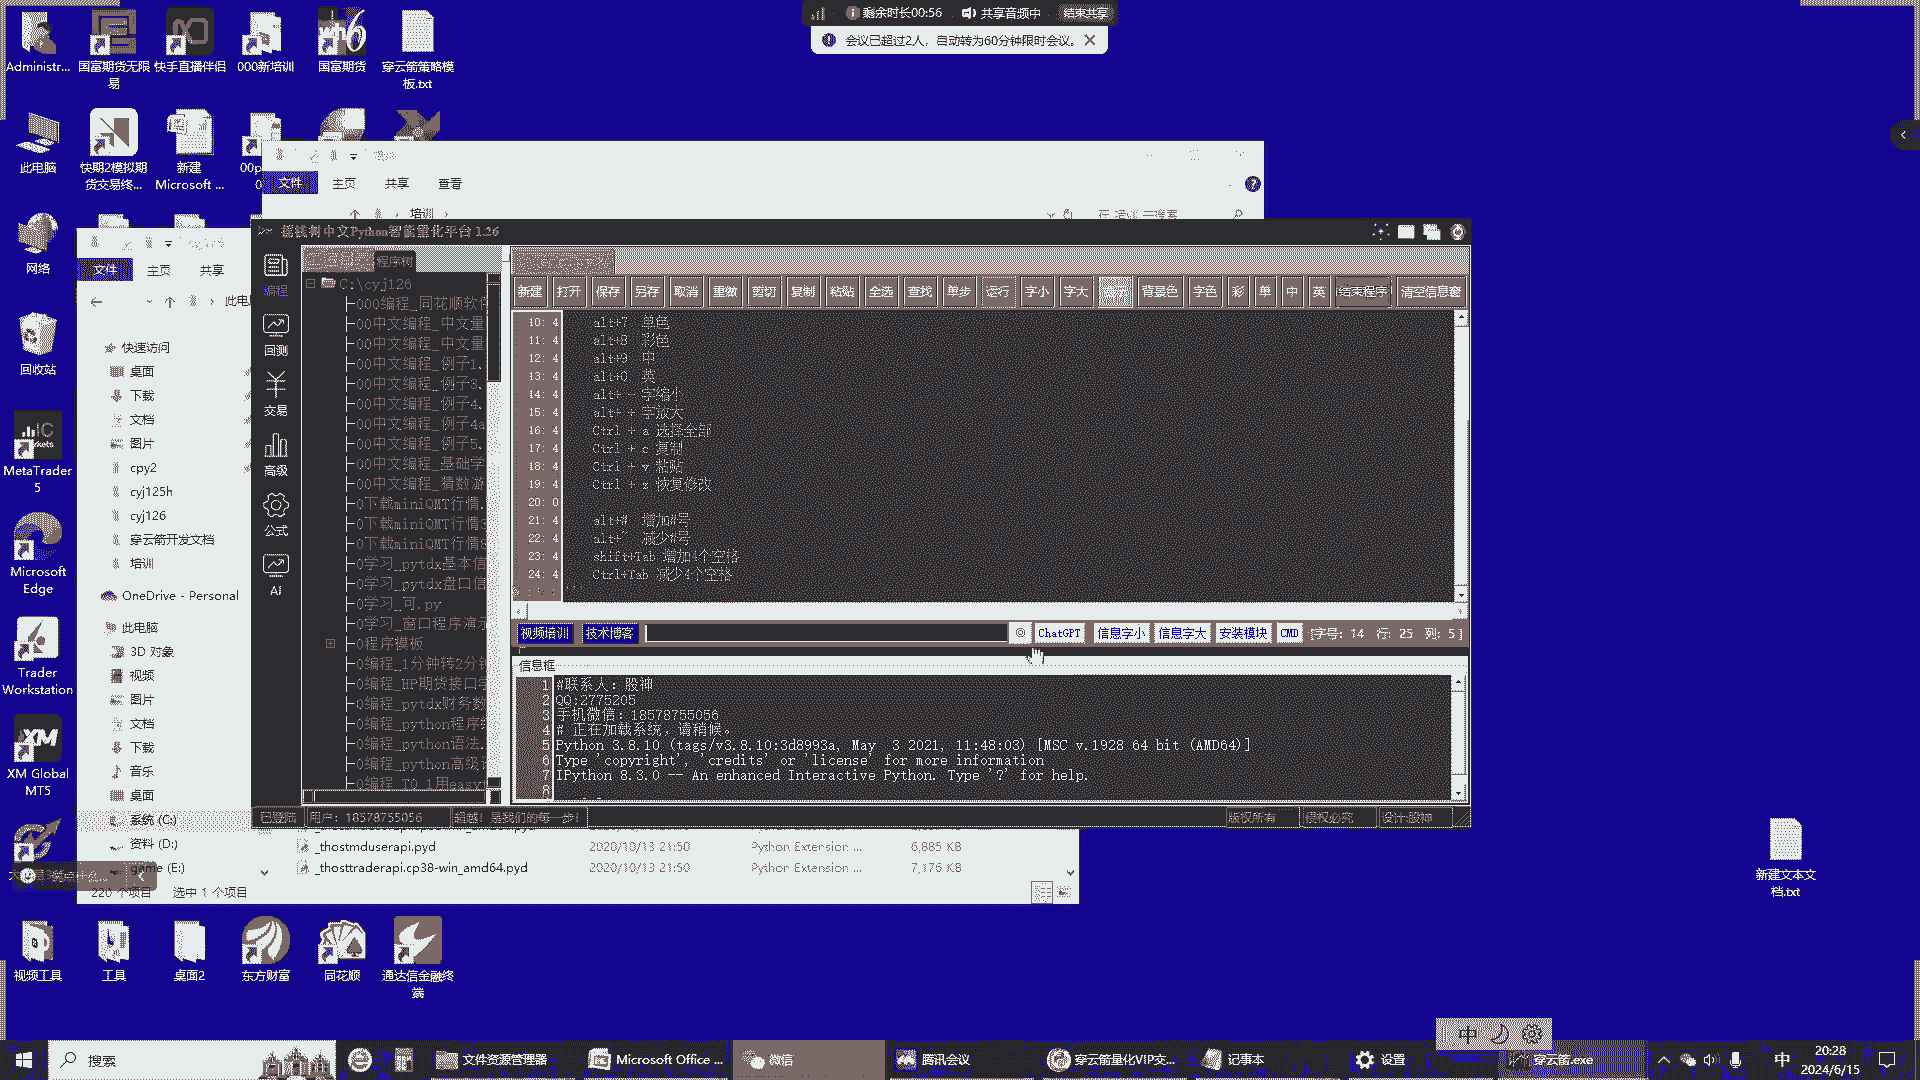 剩余时长00:56
共享音频中
结束共享
会议已超过2人，自动转为60分钟限时会议。
Administr...
国富期货无限易
快手直播伴侣
000新培训
国富期货
穿云箭策略模板.txt
此电脑
快期2模拟期货交易终...
新建 Microsoft ...
网络
回收站
MetaTrader 5
Microsoft Edge
Trader Workstation
XM Global MT5
文件
主页
共享
查看
培训
文件
主页
共享
快速访问
桌面
下载
文档
图片
cpy2
cyj125h
cyj126
穿云箭开发文档
培训
OneDrive - Personal
此电脑
3D 对象
视频
图片
文档
下载
音乐
桌面
系统 (C:)
资料 (D:)
game (E:)
220 个项目
选中 1 个项目
_thostmduserapi.pyd
2020/10/13 21:50
Python Extension ...
6,885 KB
_thosttraderapi.cp38-win_amd64.pyd
2020/10/13 21:50
Python Extension ...
7,176 KB
摇钱树中文Python智能量化平台 1.26
编程
回测
交易
高级
公式
AI
程序树
C:\cyj126
000编程_同花顺软件
00中文编程_中文量
00中文编程_中文量
00中文编程_例子1.
00中文编程_例子3.
00中文编程_例子4.
00中文编程_例子4a
00中文编程_例子5.
00中文编程_基础学
00中文编程_猜数游
0下载miniQMT行情.
0下载miniQMT行情3
0下载miniQMT行情8
0学习_pytdx基本信
0学习_pytdx盘口信
0学习_可.py
0学习_窗口程序演示
0程序模板
0编程_1分钟转2分钟
0编程_HP期货接口学
0编程_pytdx财务数
0编程_python程序
0编程_python语法.
0编程_python高级
新建 打开 保存 另存 取消 重做 剪切 复制 粘贴 全选 查找 单步 运行 字小 字大 背景色 字色 彩 单 中 英 结束程序 清空信息窗
10: 4 alt+7 单色
11: 4 alt+8 彩色
12: 4 alt+9 中
13: 4 alt+0 英
14: 4 alt+ - 字缩小
15: 4 alt+ + 字放大
16: 4 Ctrl + a 选择全部
17: 4 Ctrl + c 复制
18: 4 Ctrl + v 粘贴
19: 4 Ctrl + z 恢复修改
20: 0
21: 4 alt+# 增加#号
22: 4 alt+ 减少#号
23: 4 shift+Tab 增加4个空格
24: 4 Ctrl+Tab 减少4个空格
视频培训 技术博客 ChatGPT 信息字小 信息字大 安装模块 CMD [字号: 14 行: 25 列: 5 ]
信息框
1 #联系人: 股神
2 QQ:2775205
3 手机微信: 18578755056
4 # 正在加载系统，请稍候。
5 Python 3.8.10 (tags/v3.8.10:3d8993a, May 3 2021, 11:48:03) [MSC v.1928 64 bit (AMD64)]
6 Type 'copyright', 'credits' or 'license' for more information
7 IPython 8.3.0 -- An enhanced Interactive Python. Type '?' for help.
8
已登陆
用户: 18578755056
超越! 是我们的每一步!
版权所有
侵权必究
设计:股神
新建文本文档.txt
视频工具
工具
桌面2
东方财富
同花顺
通达信金融终端
中
搜索
文件资源管理器
Microsoft Office ...
微信
腾讯会议
穿云箭量化VIP交...
记事本
设置
穿云箭.exe
中
20:28
2024/6/15